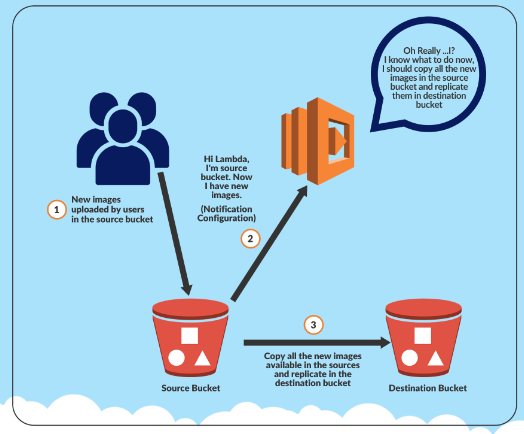 Oh Really ...!?
I know what to do now,
I should copy all the new
images in the source
bucket and replicate
them in destination
bucket
Hi Lambda,
I'm source
bucket. Now
I have new
images.
(Notification
Configuration)
1
New images
uploaded by users
in the source bucket
2
3
Copy all the new images
available in the sources
and replicate in the
destination bucket
Source Bucket
Destination Bucket